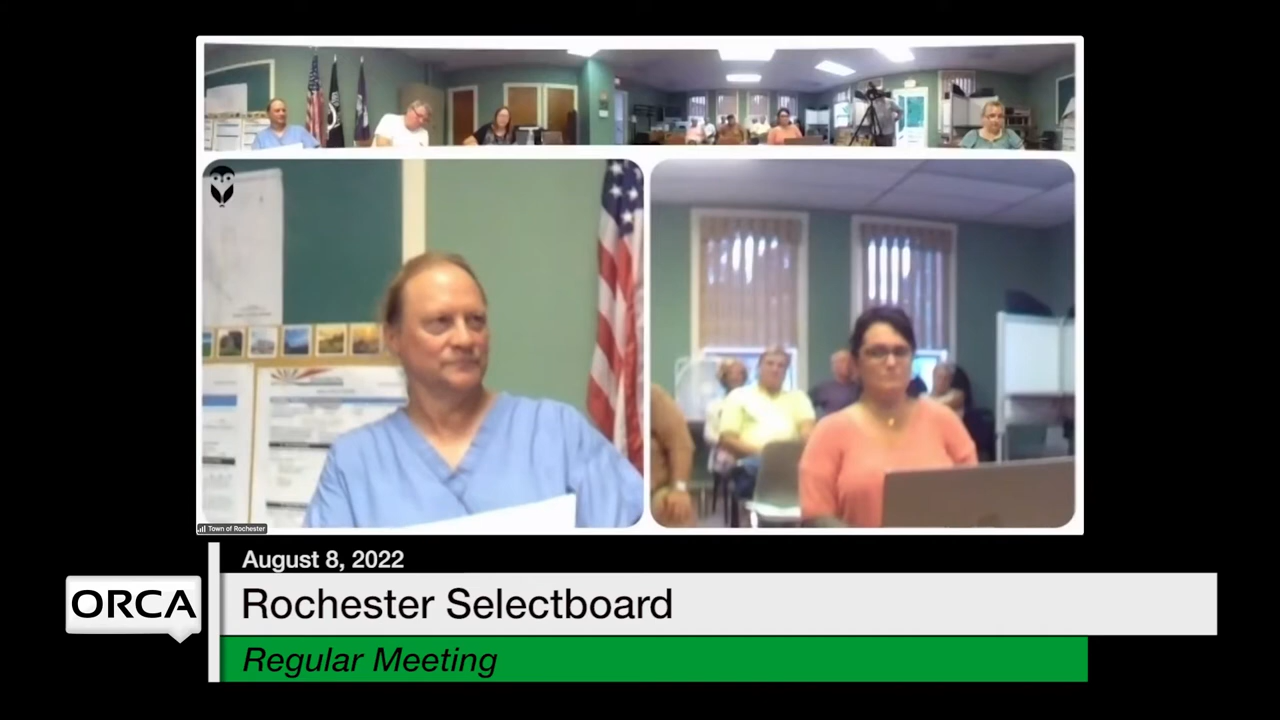 Town of Rochester
August 8, 2022
ORCA
Rochester Selectboard
Regular Meeting